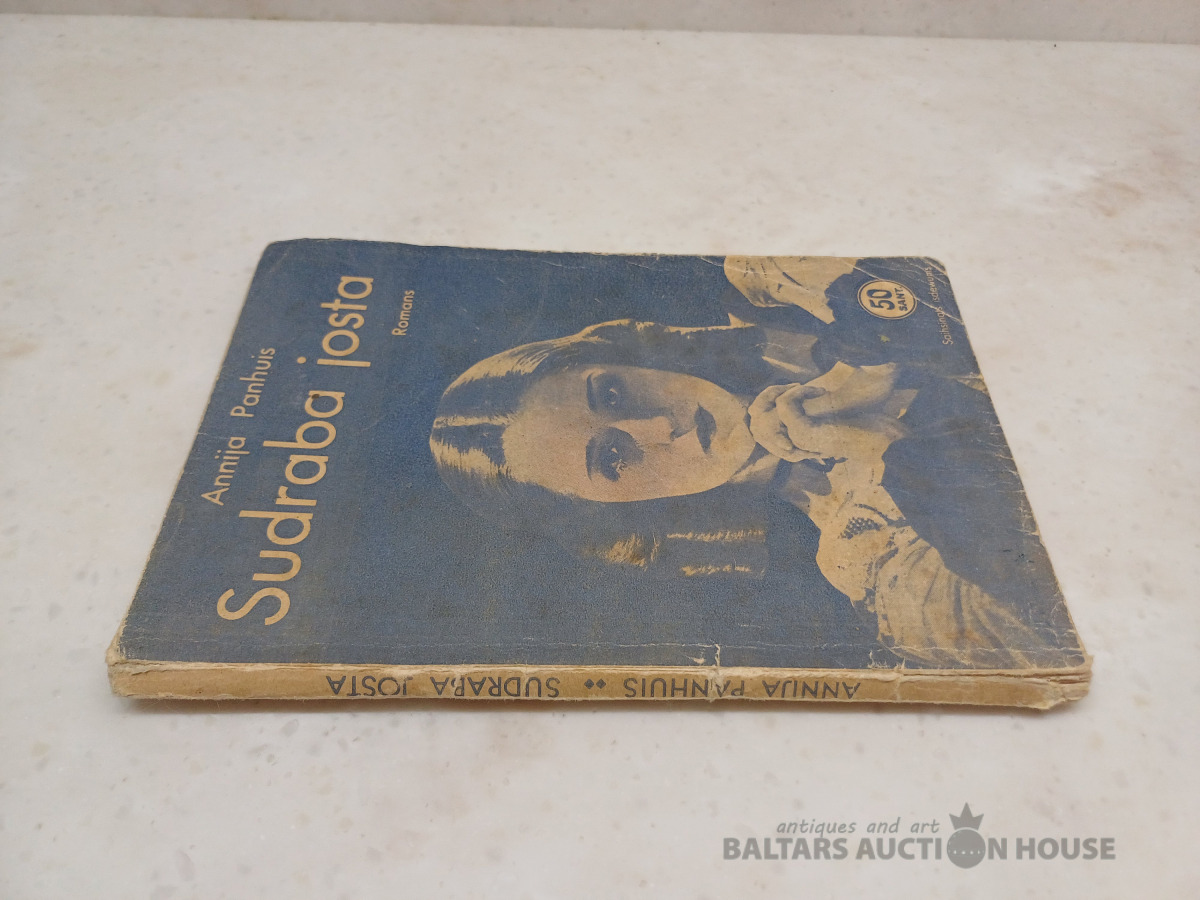 Annija Panhuis
Sudraba josta
Romans
50
SANT.
ANNIJA PANHUIS : SUDRABA JOSTA
antiques and art
BALTARS AUCTION HOUSE